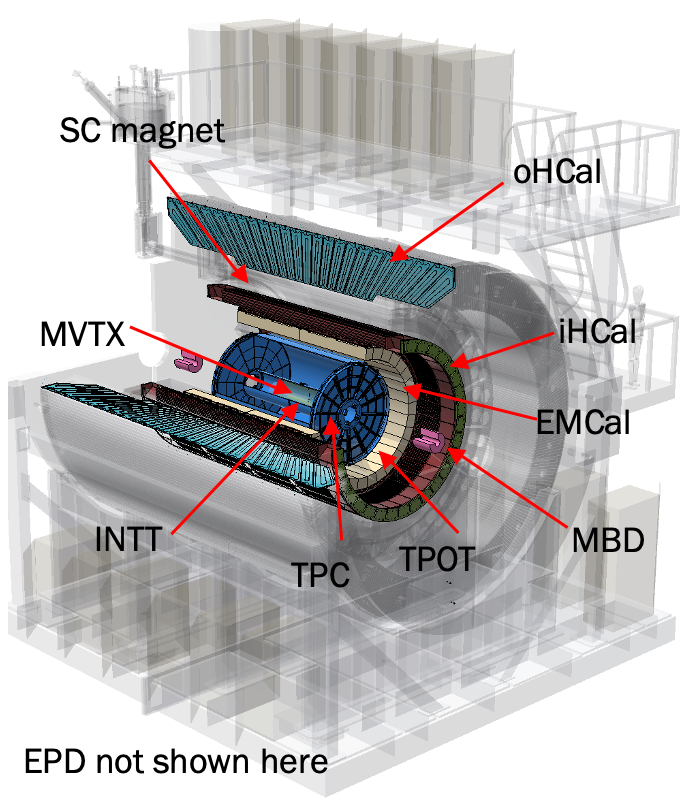 SC magnet
oHCal
MVTX
iHCal
EMCal
INTT
TPC
TPOT
MBD
EPD not shown here